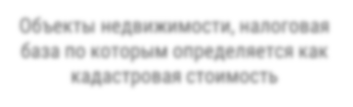 Объекты недвижимости, налоговая
база по которым определяется как
кадастровая стоимость